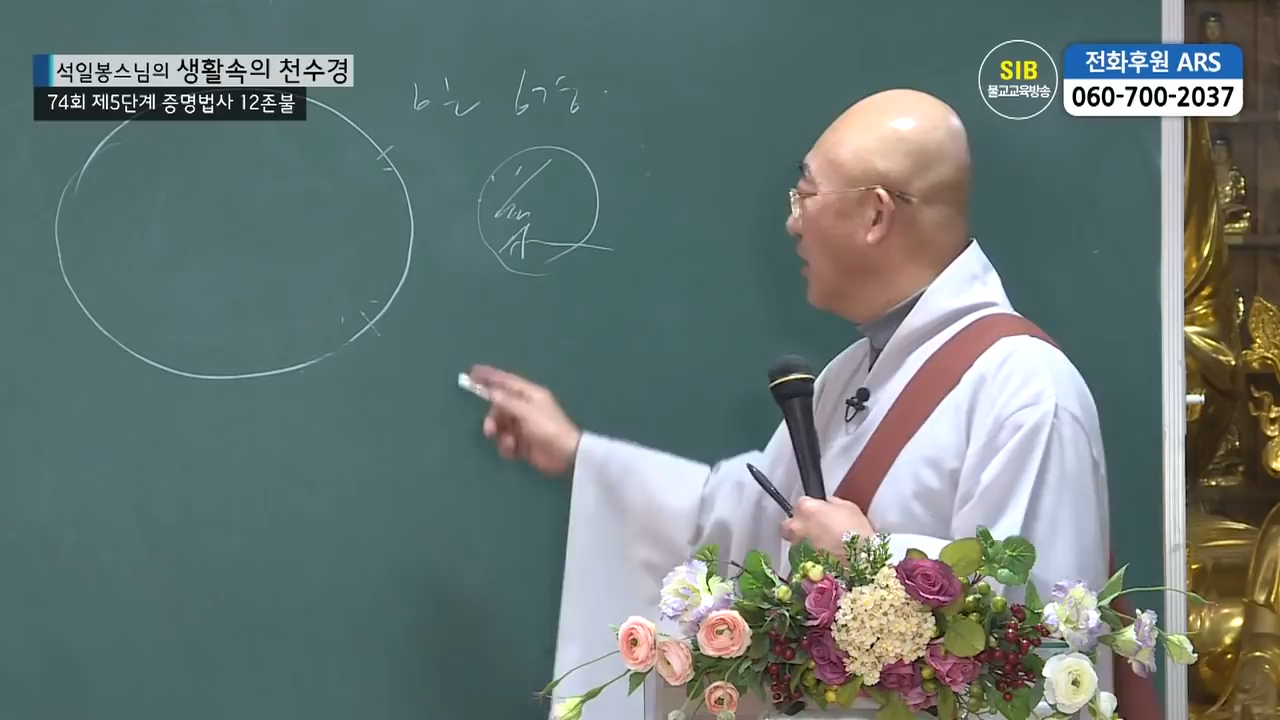 석일봉스님의 생활속의 천수경
74회 제5단계 증명법사 12존불
SIB
불교교육방송
전화후원 ARS
060-700-2037